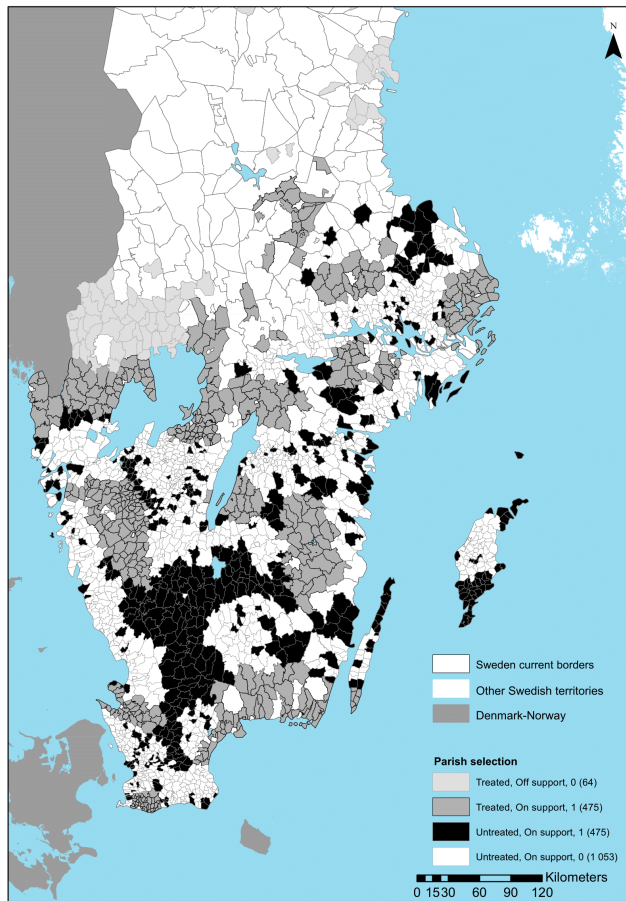 N
Sweden current borders
Other Swedish territories
Denmark-Norway
Parish selection
Treated, Off support, 0 (64)
Treated, On support, 1 (475)
Untreated, On support, 1 (475)
Untreated, On support, 0 (1 053)
Kilometers
0 15 30 60 90 120